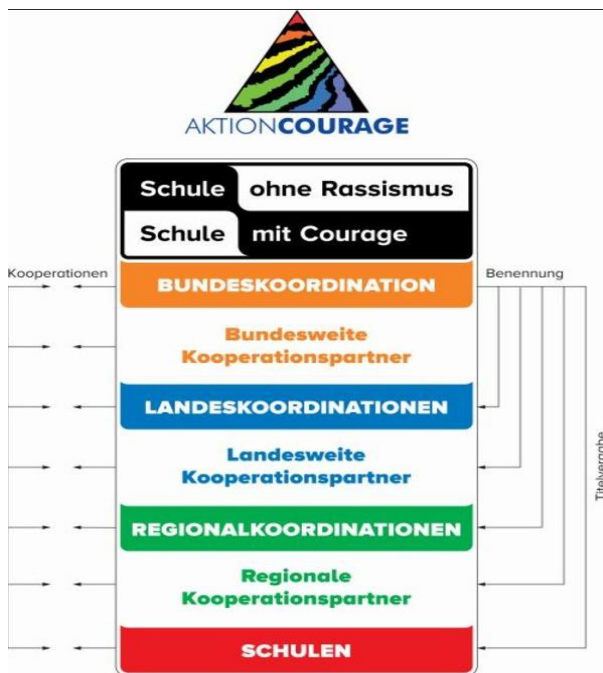 AKTIONCOURAGE
Schule ohne Rassismus
Schule mit Courage
Kooperationen
Benennung
BUNDESKOORDINATION
Bundesweite
Kooperationspartner
LANDESKOORDINATIONEN
Landesweite
Kooperationspartner
Titelvergabe
REGIONALKOORDINATIONEN
Regionale
Kooperationspartner
SCHULEN